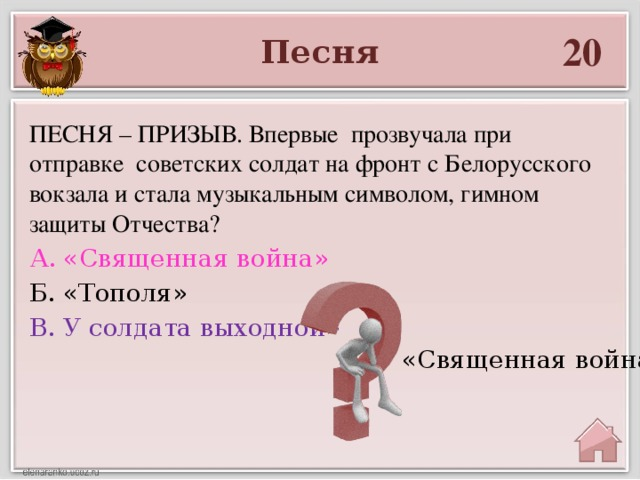 Песня
20
ПЕСНЯ – ПРИЗЫВ. Впервые прозвучала при
отправке советских солдат на фронт с Белорусского
вокзала и стала музыкальным символом, гимном
защиты Отчества?
А. «Священная война»
Б. «Тополя»
В. У солдата выходной»
«Священная война
elenaranko.ucoz.ru